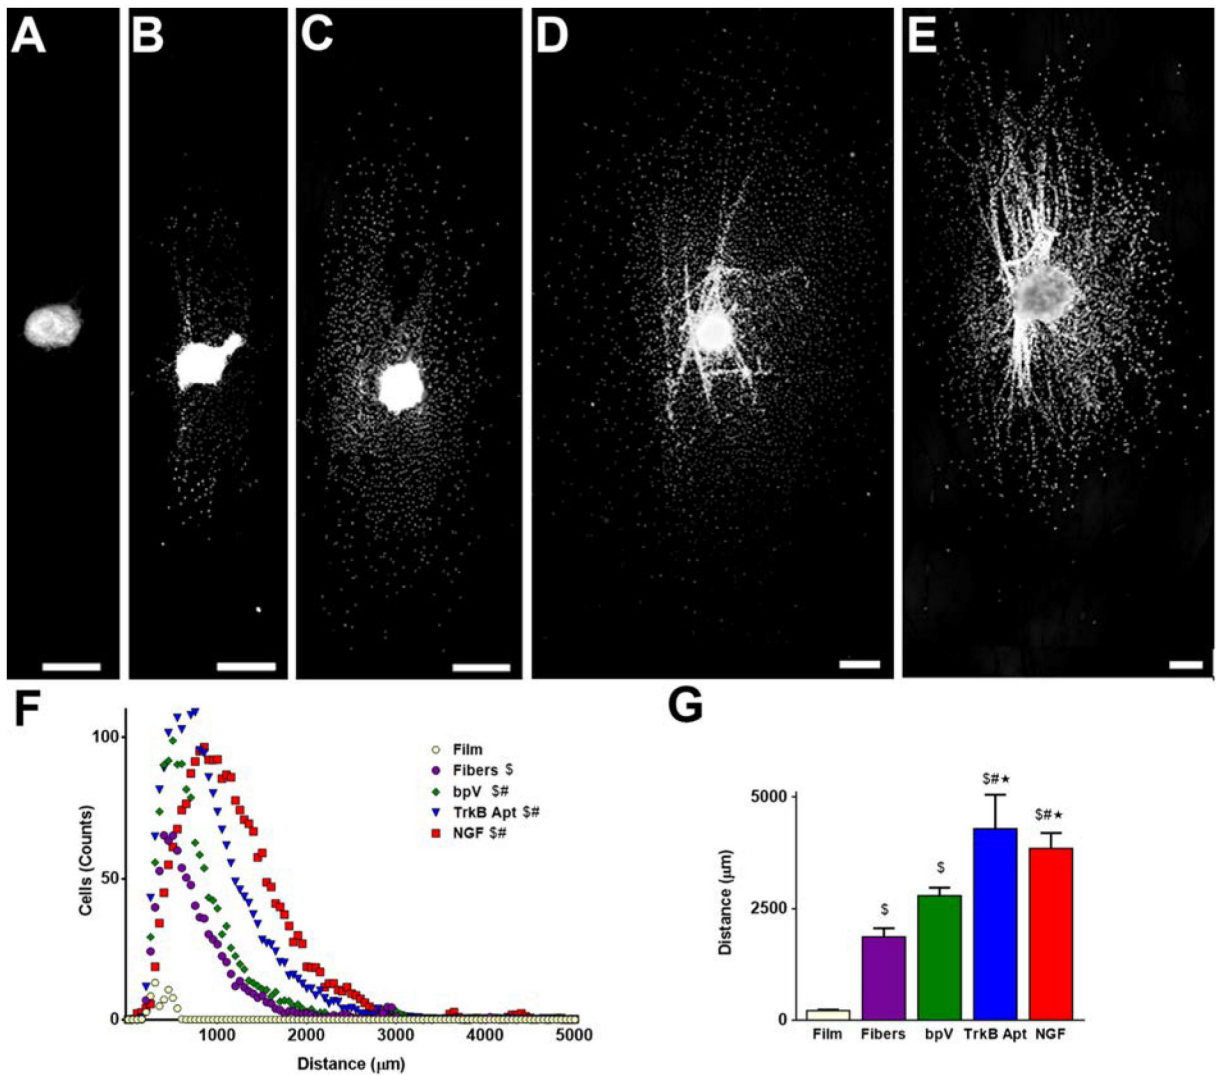 A B C D E
F
100
50
0
Cells (Counts)
Film
Fibers $
bpV $#
TrkB Apt $#
NGF $#
1000 2000 3000 4000 5000
Distance (μm)
G
5000
2500
0
Distance (μm)
$
$
$#★
$#★
Film Fibers bpV TrkB Apt NGF